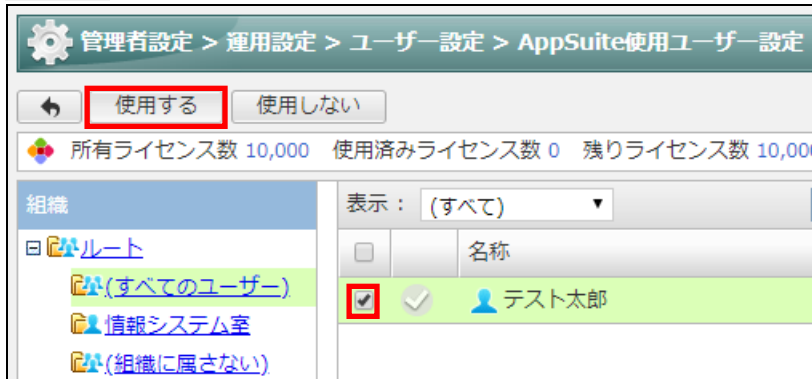 管理者設定 > 運用設定 > ユーザー設定 > AppSuite使用ユーザー設定
使用する 使用しない
所有ライセンス数 10,000 使用済みライセンス数 0 残りライセンス数 10,000
組織
表示： (すべて)
ルート
名称
(すべてのユーザー)
テスト太郎
情報システム室
(組織に属さない)